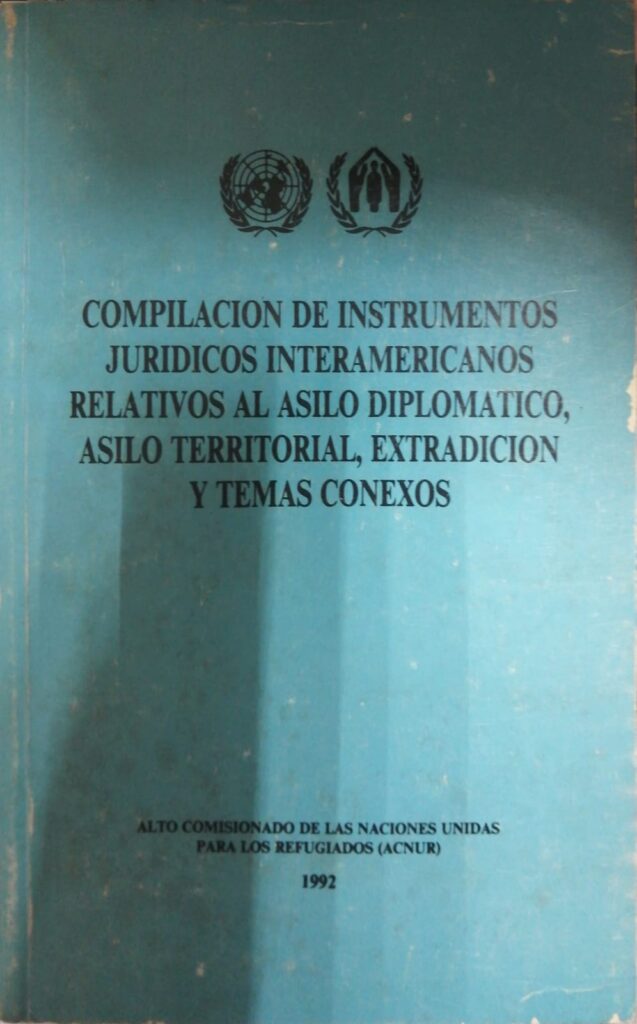 COMPILACION DE INSTRUMENTOS
JURIDICOS INTERAMERICANOS
RELATIVOS AL ASILO DIPLOMATICO,
ASILO TERRITORIAL, EXTRADICION
Y TEMAS CONEXOS
ALTO COMISIONADO DE LAS NACIONES UNIDAS
PARA LOS REFUGIADOS (ACNUR)
1992